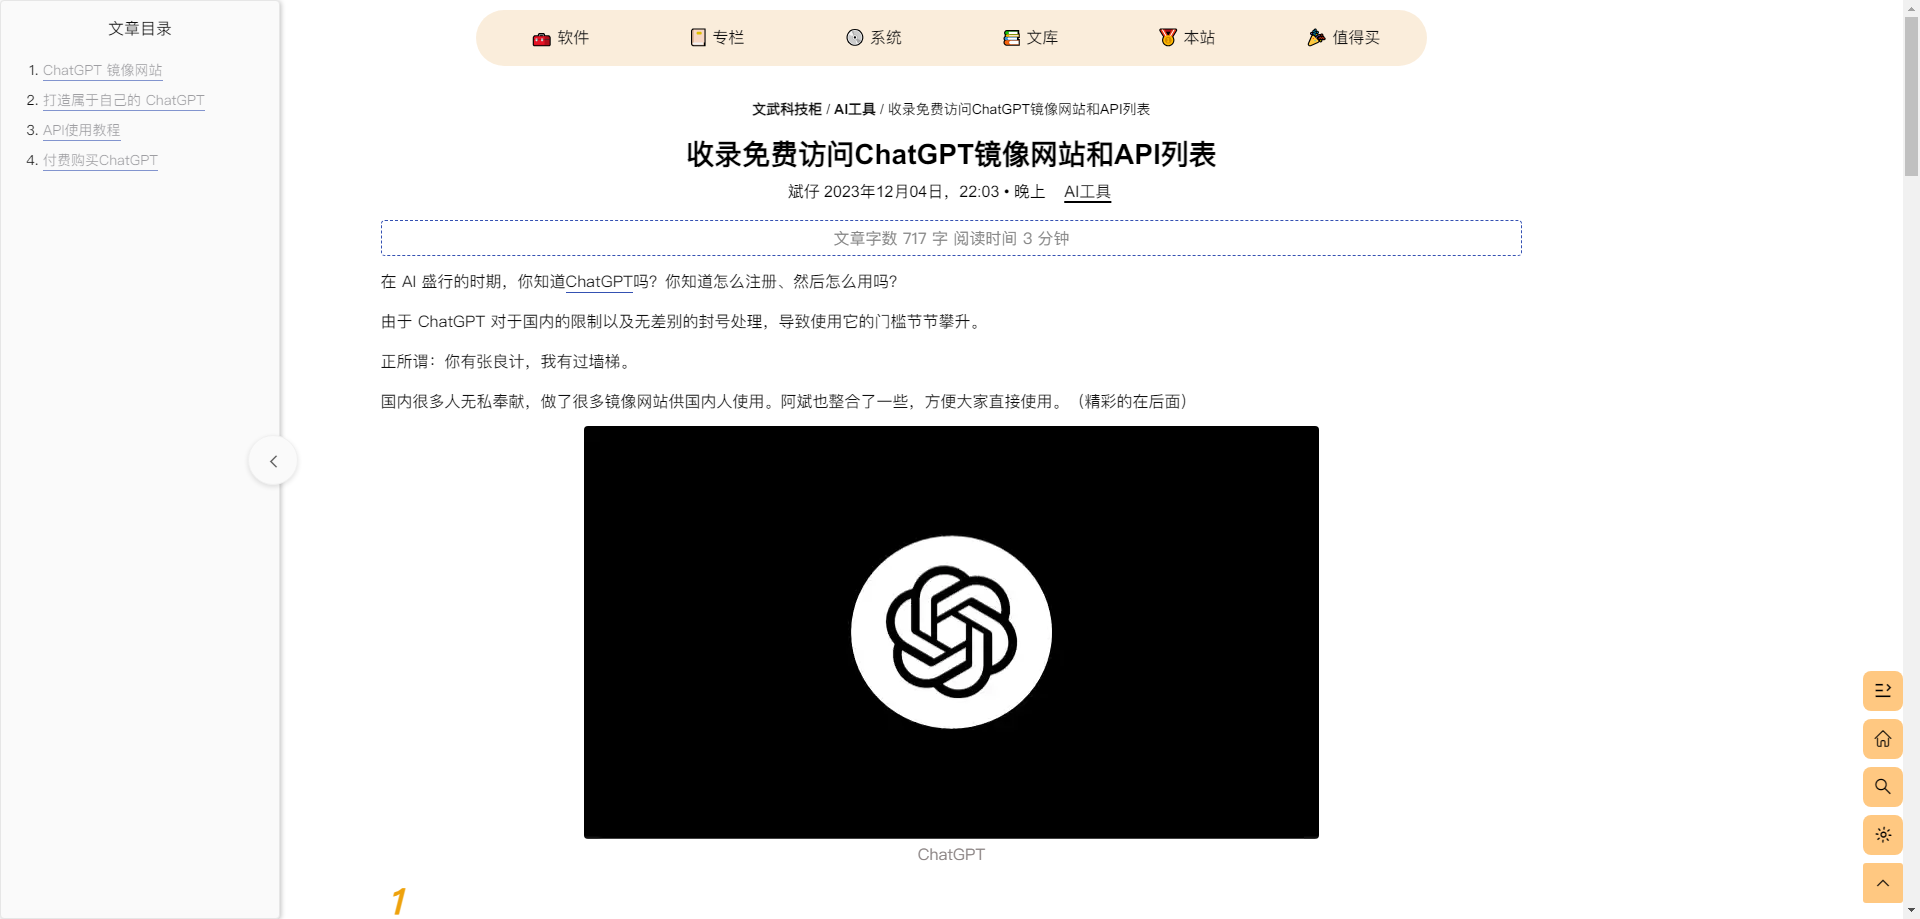 文章目录
1. ChatGPT 镜像网站
2. 打造属于自己的 ChatGPT
3. API使用教程
4. 付费购买ChatGPT
软件 专栏 系统 文库 本站 值得买
文武科技柜 / AI工具 / 收录免费访问ChatGPT镜像网站和API列表
收录免费访问ChatGPT镜像网站和API列表
斌仔 2023年12月04日，22:03 • 晚上 AI工具
文章字数 717 字 阅读时间 3 分钟
在 AI 盛行的时期，你知道ChatGPT吗？你知道怎么注册、然后怎么用吗？
由于 ChatGPT 对于国内的限制以及无差别的封号处理，导致使用它的门槛节节攀升。
正所谓：你有张良计，我有过墙梯。
国内很多人无私奉献，做了很多镜像网站供国内人使用。阿斌也整合了一些，方便大家直接使用。（精彩的在后面）
ChatGPT
1